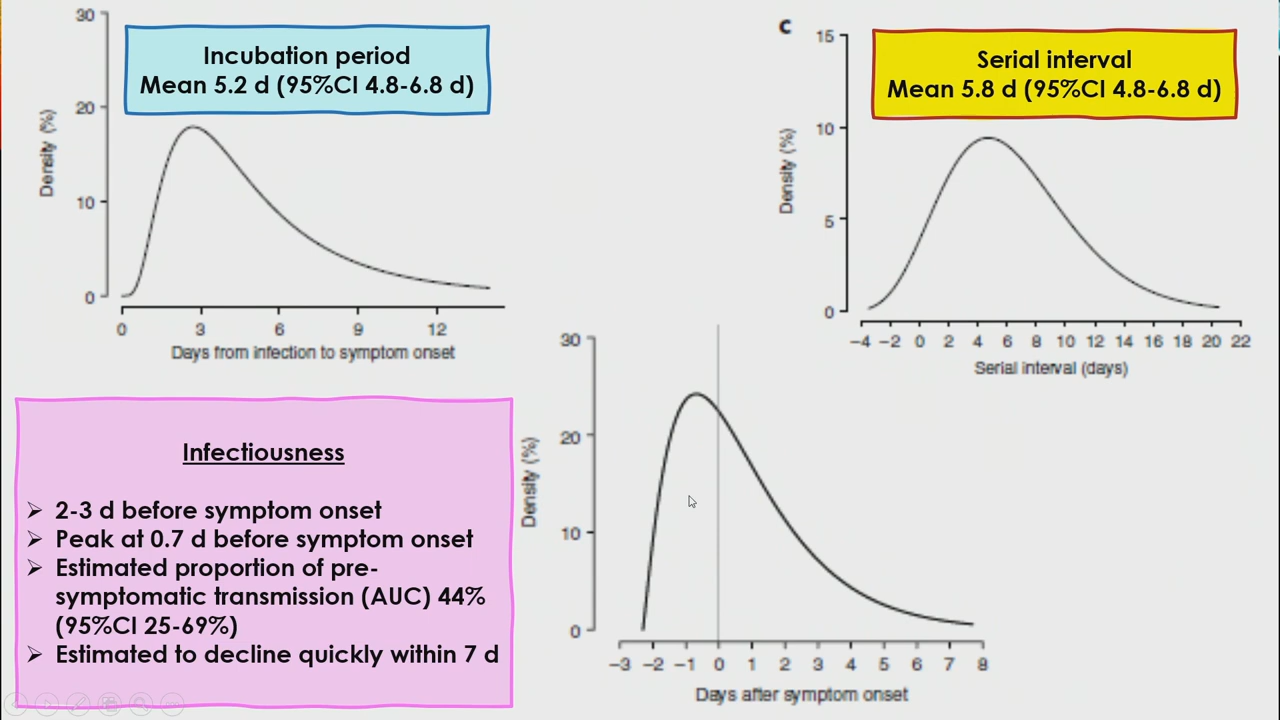 Incubation period
Mean 5.2 d (95%CI 4.8-6.8 d)
30
20
10
0
Density (%)
0 3 6 9 12
Days from infection to symptom onset
c
Serial interval
Mean 5.8 d (95%CI 4.8-6.8 d)
15
10
5
0
Density (%)
−4 −2 0 2 4 6 8 10 12 14 16 18 20 22
Serial interval (days)
Infectiousness
➢ 2-3 d before symptom onset
➢ Peak at 0.7 d before symptom onset
➢ Estimated proportion of pre-
symptomatic transmission (AUC) 44%
(95%CI 25-69%)
➢ Estimated to decline quickly within 7 d
30
20
10
0
Density (%)
−3 −2 −1 0 1 2 3 4 5 6 7 8
Days after symptom onset